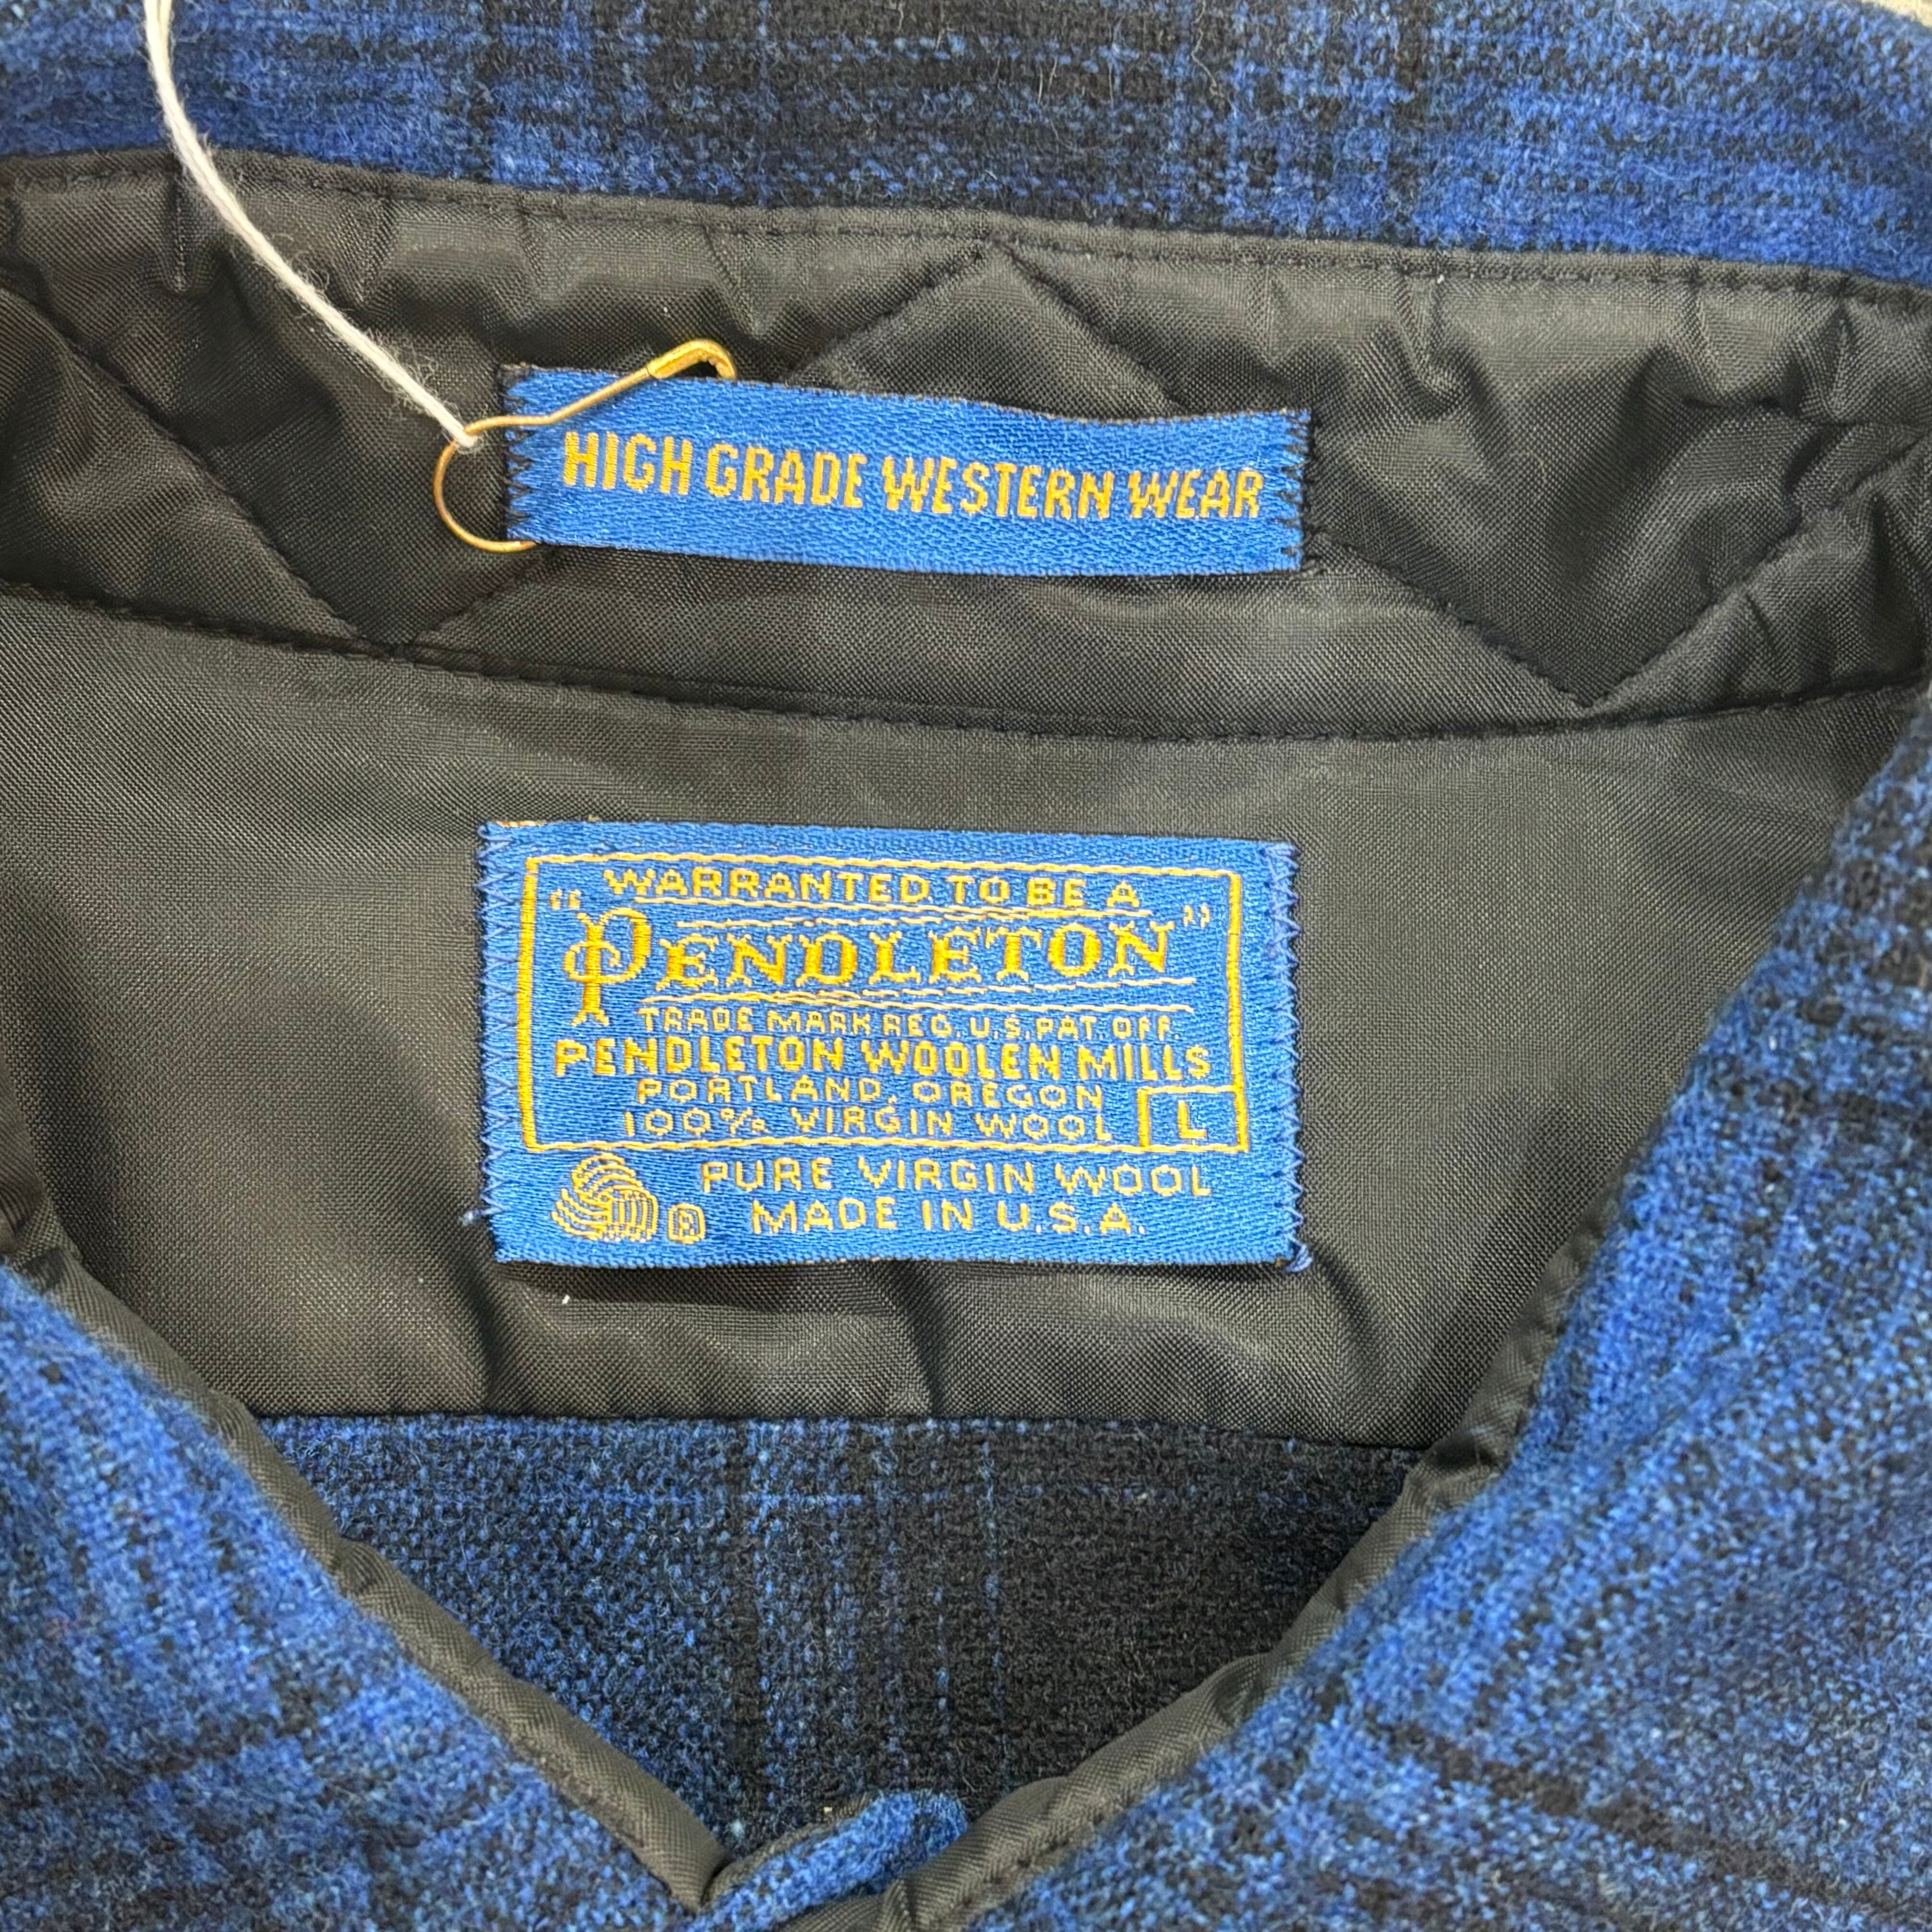 HIGH GRADE WESTERN WEAR
WARRANTED TO BE A
"PENDLETON"
TRADE MARK REG. U.S. PAT. OFF.
PENDLETON WOOLEN MILLS
PORTLAND, OREGON
100% VIRGIN WOOL L
PURE VIRGIN WOOL
® MADE IN U.S.A.